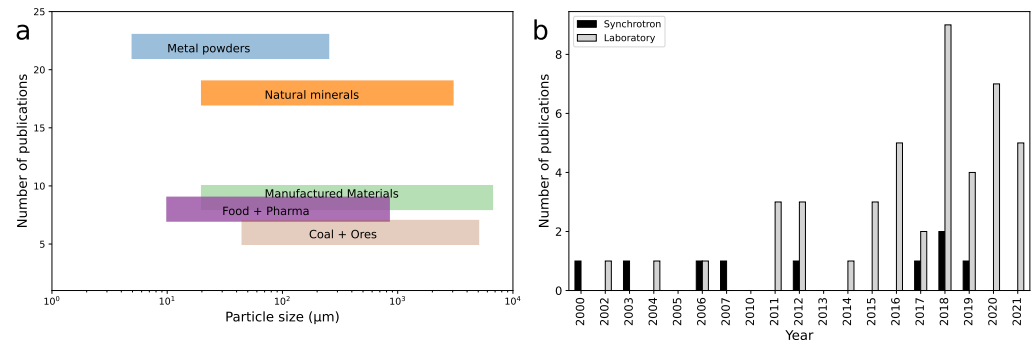 a
25
20
15
10
5
Number of publications
Metal powders
Natural minerals
Manufactured Materials
Food + Pharma
Coal + Ores
10⁰
10¹
10²
10³
10⁴
Particle size (μm)
b
Synchrotron
Laboratory
8
6
4
2
0
Number of publications
2000
2002
2003
2004
2005
2006
2007
2010
2011
2012
2013
2014
2015
2016
2017
2018
2019
2020
2021
Year